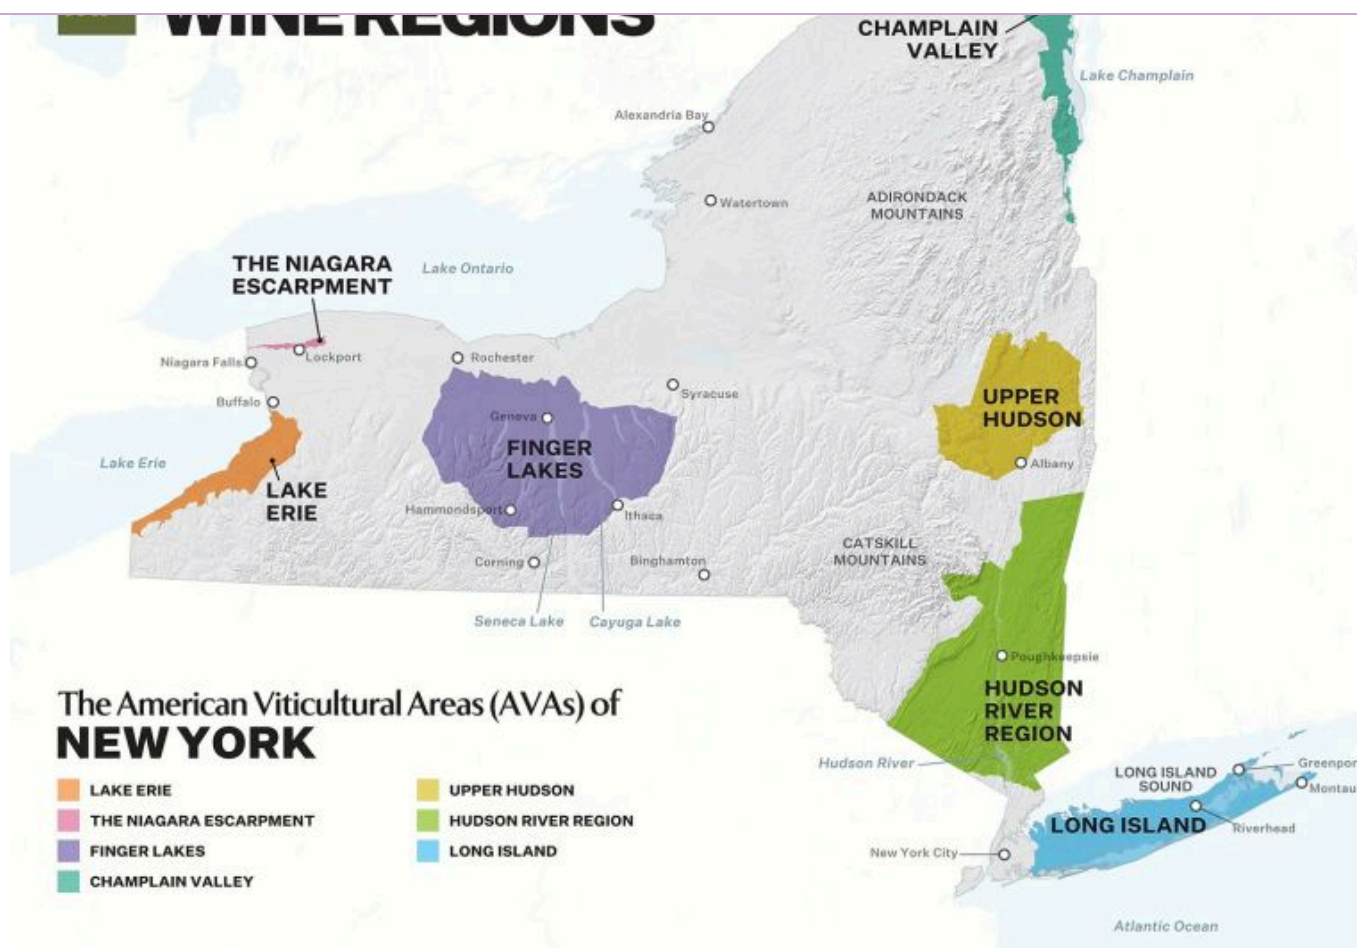 WINE REGIONS
CHAMPLAIN
VALLEY
Lake Champlain
Alexandria Bay
Watertown
ADIRONDACK
MOUNTAINS
THE NIAGARA
ESCARPMENT
Lake Ontario
Niagara Falls
Lockport
Rochester
Buffalo
Syracuse
Geneva
UPPER
HUDSON
FINGER
LAKES
Lake Erie
Albany
LAKE
ERIE
Hammondsport
Ithaca
CATSKILL
MOUNTAINS
Corning
Binghamton
Seneca Lake
Cayuga Lake
Poughkeepsie
HUDSON
RIVER
REGION
The American Viticultural Areas (AVAs) of
NEW YORK
Hudson River
LONG ISLAND
SOUND
Greenpor
Montau
LAKE ERIE
UPPER HUDSON
THE NIAGARA ESCARPMENT
HUDSON RIVER REGION
LONG ISLAND
Riverhead
FINGER LAKES
LONG ISLAND
New York City
CHAMPLAIN VALLEY
Atlantic Ocean